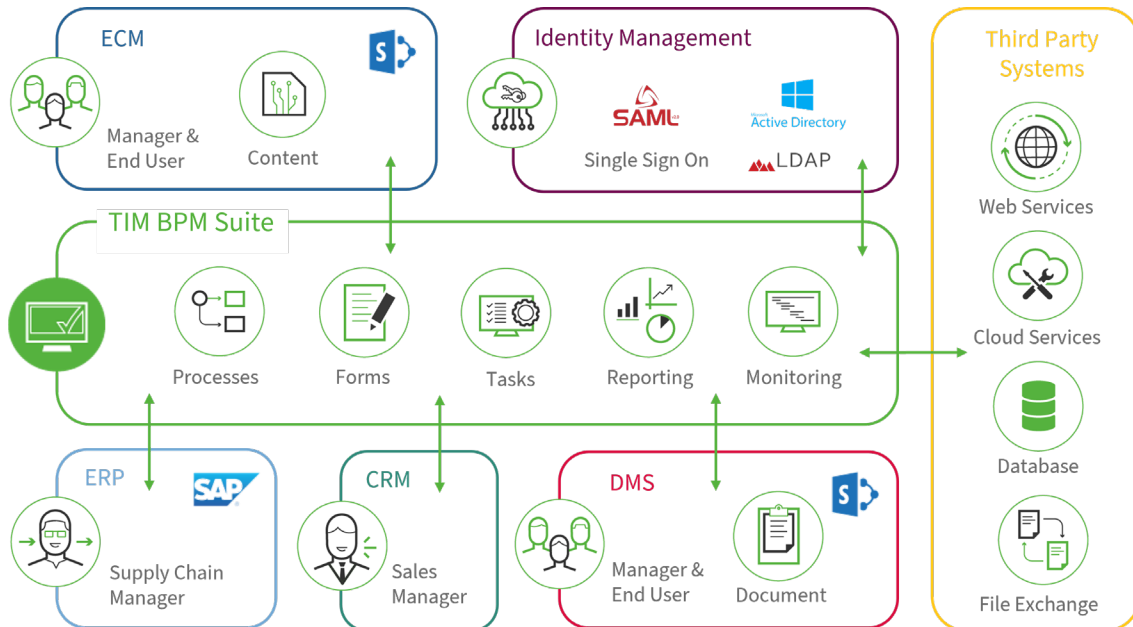 ECM
S
Manager &
End User
Content
Identity Management
SAML
Single Sign On
Microsoft
Active Directory
LDAP
Third Party
Systems
Web Services
Cloud Services
Database
File Exchange
TIM BPM Suite
Processes
Forms
Tasks
Reporting
Monitoring
ERP
SAP
Supply Chain
Manager
CRM
Sales
Manager
DMS
S
Manager &
End User
Document